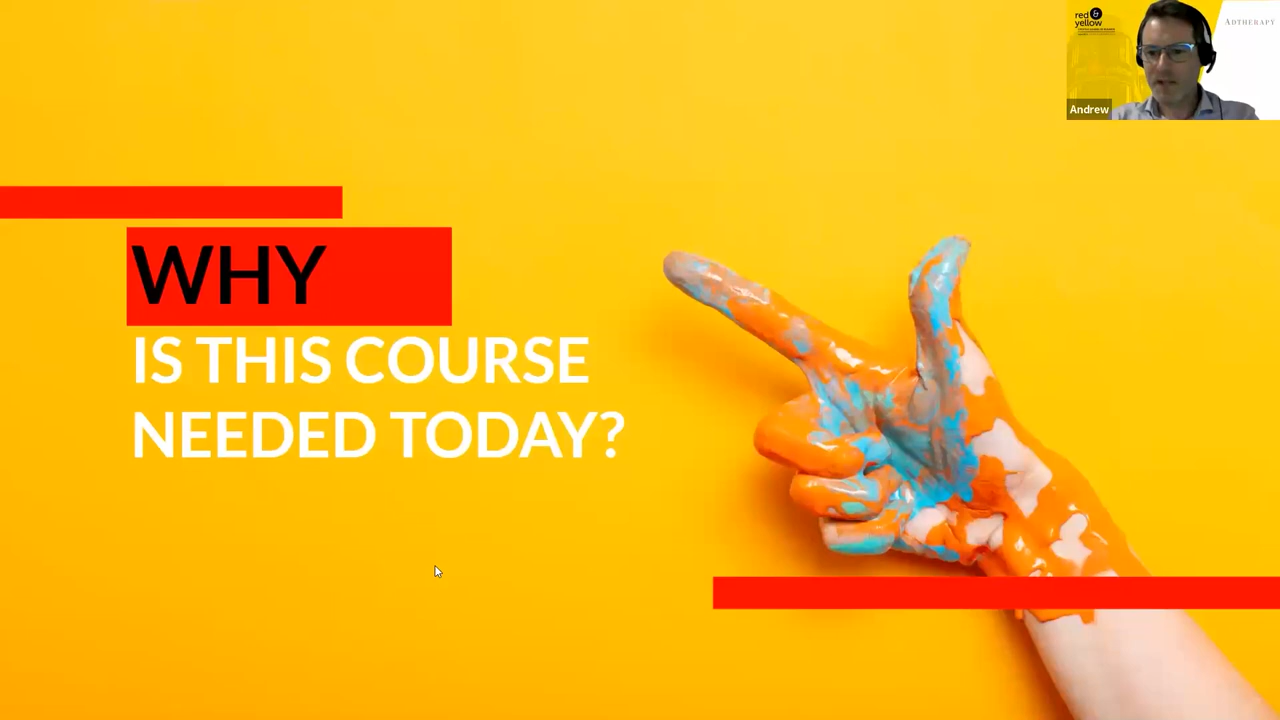 red &
yellow
ADTHERAPY
Andrew
WHY
IS THIS COURSE
NEEDED TODAY?